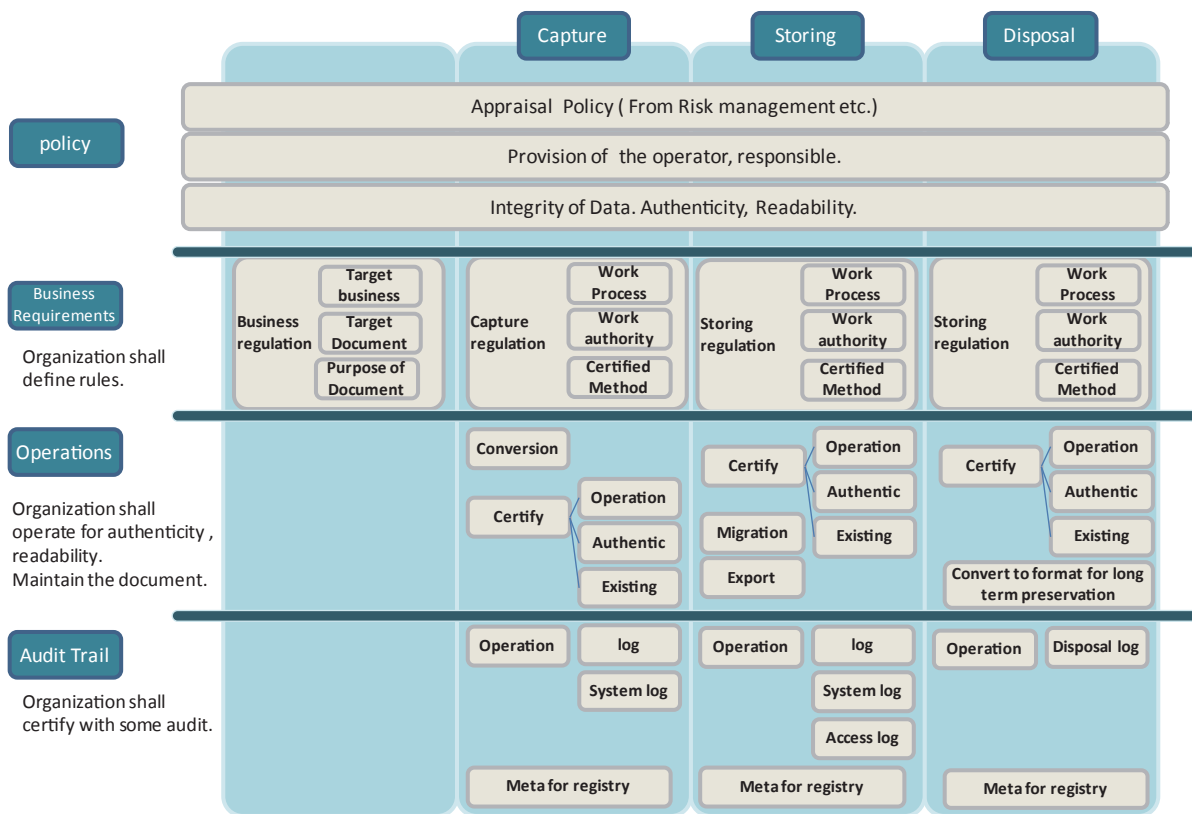 Capture
Storing
Disposal
policy
Appraisal Policy ( From Risk management etc.)
Provision of the operator, responsible.
Integrity of Data. Authenticity, Readability.
Business
Requirements
Organization shall
define rules.
Business
regulation
Target
business
Target
Document
Purpose of
Document
Capture
regulation
Work
Process
Work
authority
Certified
Method
Storing
regulation
Work
Process
Work
authority
Certified
Method
Storing
regulation
Work
Process
Work
authority
Certified
Method
Operations
Organization shall
operate for authenticity ,
readability.
Maintain the document.
Conversion
Certify
Operation
Authentic
Existing
Certify
Operation
Authentic
Existing
Migration
Export
Certify
Operation
Authentic
Existing
Convert to format for long
term preservation
Audit Trail
Organization shall
certify with some audit.
Operation
log
System log
Meta for registry
Operation
log
System log
Access log
Meta for registry
Operation
Disposal log
Meta for registry